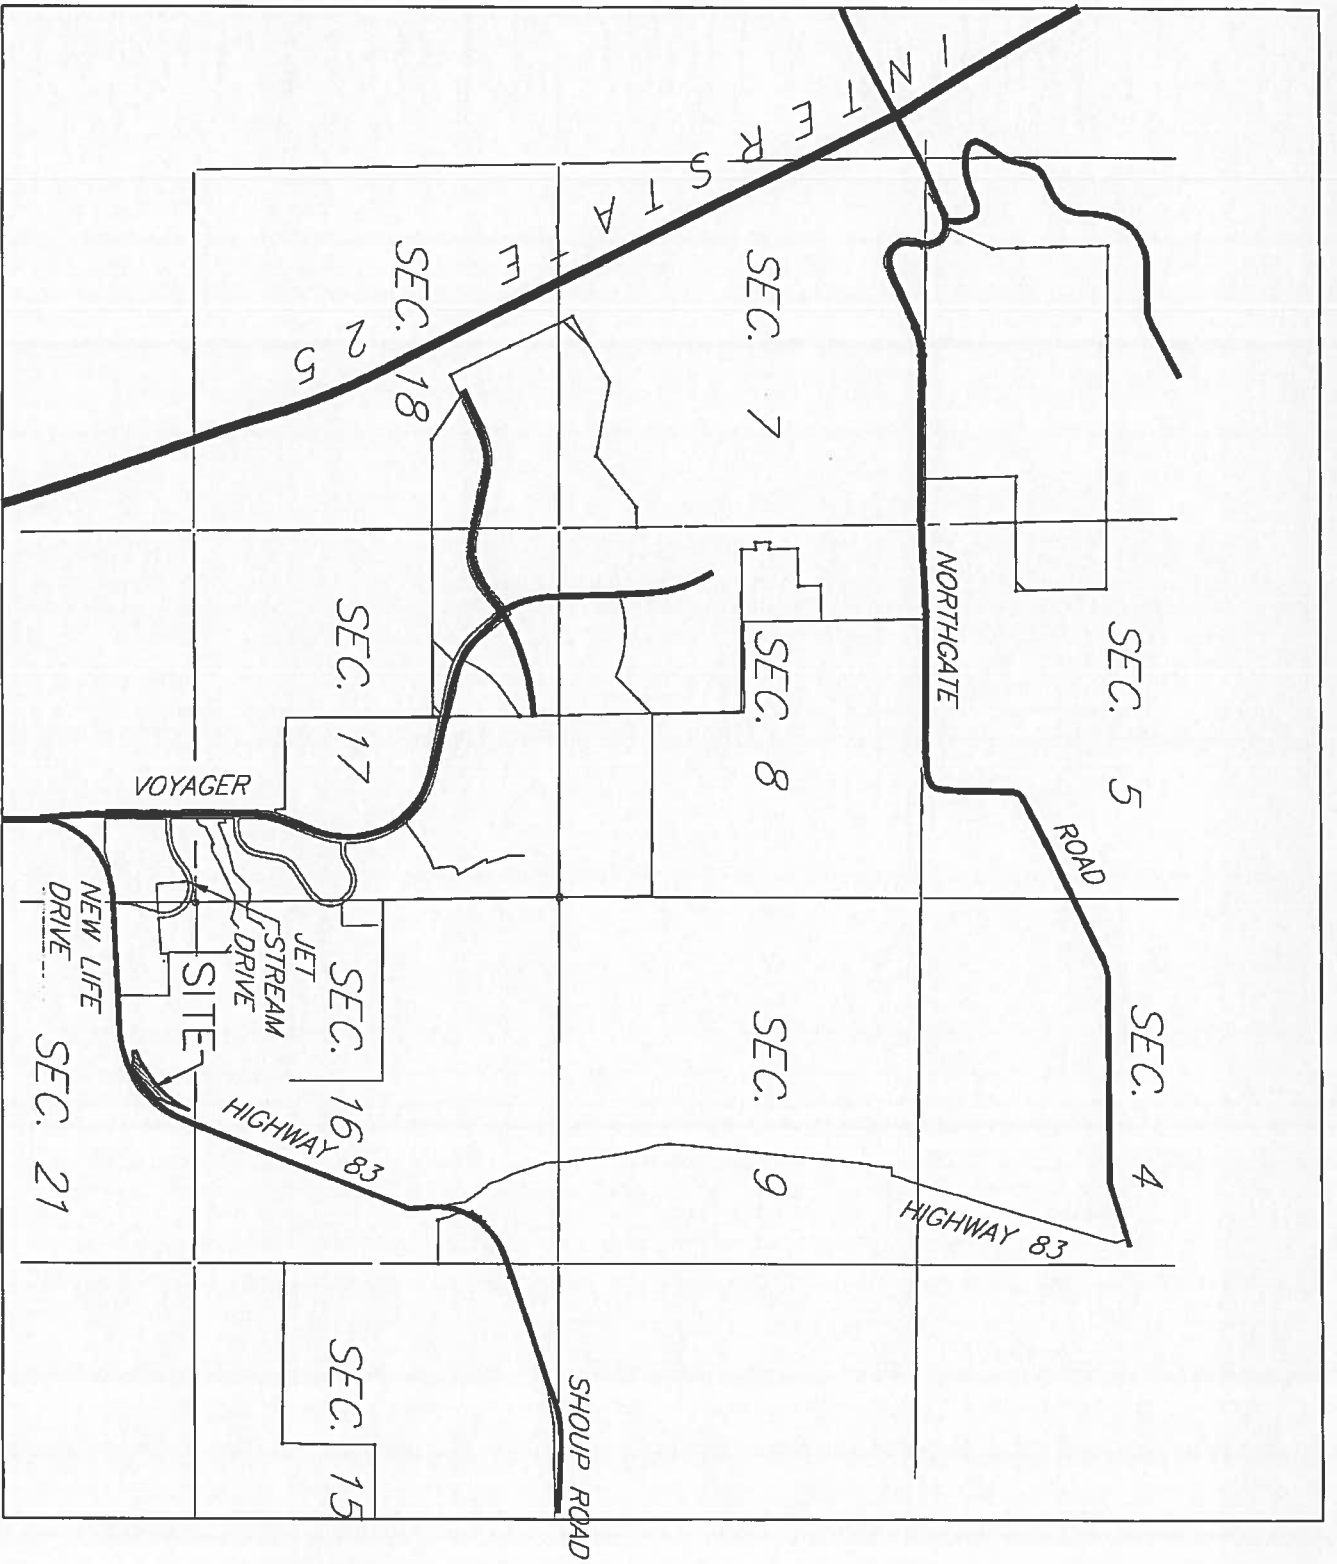 SEC. 5
SEC. 4
NORTHGATE
ROAD
HIGHWAY 83
INTERSTATE 25
SEC. 7
SEC. 8
SEC. 9
SHOUP ROAD
SEC. 18
SEC. 17
SEC. 16
SEC. 15
HIGHWAY 83
VOYAGER
JET
STREAM
DRIVE
SITE
NEW LIFE
DRIVE
SEC. 21